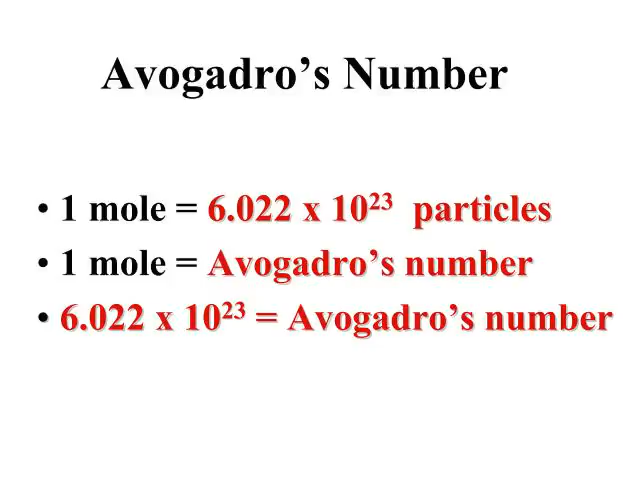 Avogadro’s Number
• 1 mole = 6.022 x 10²³ particles
• 1 mole = Avogadro’s number
• 6.022 x 10²³ = Avogadro’s number